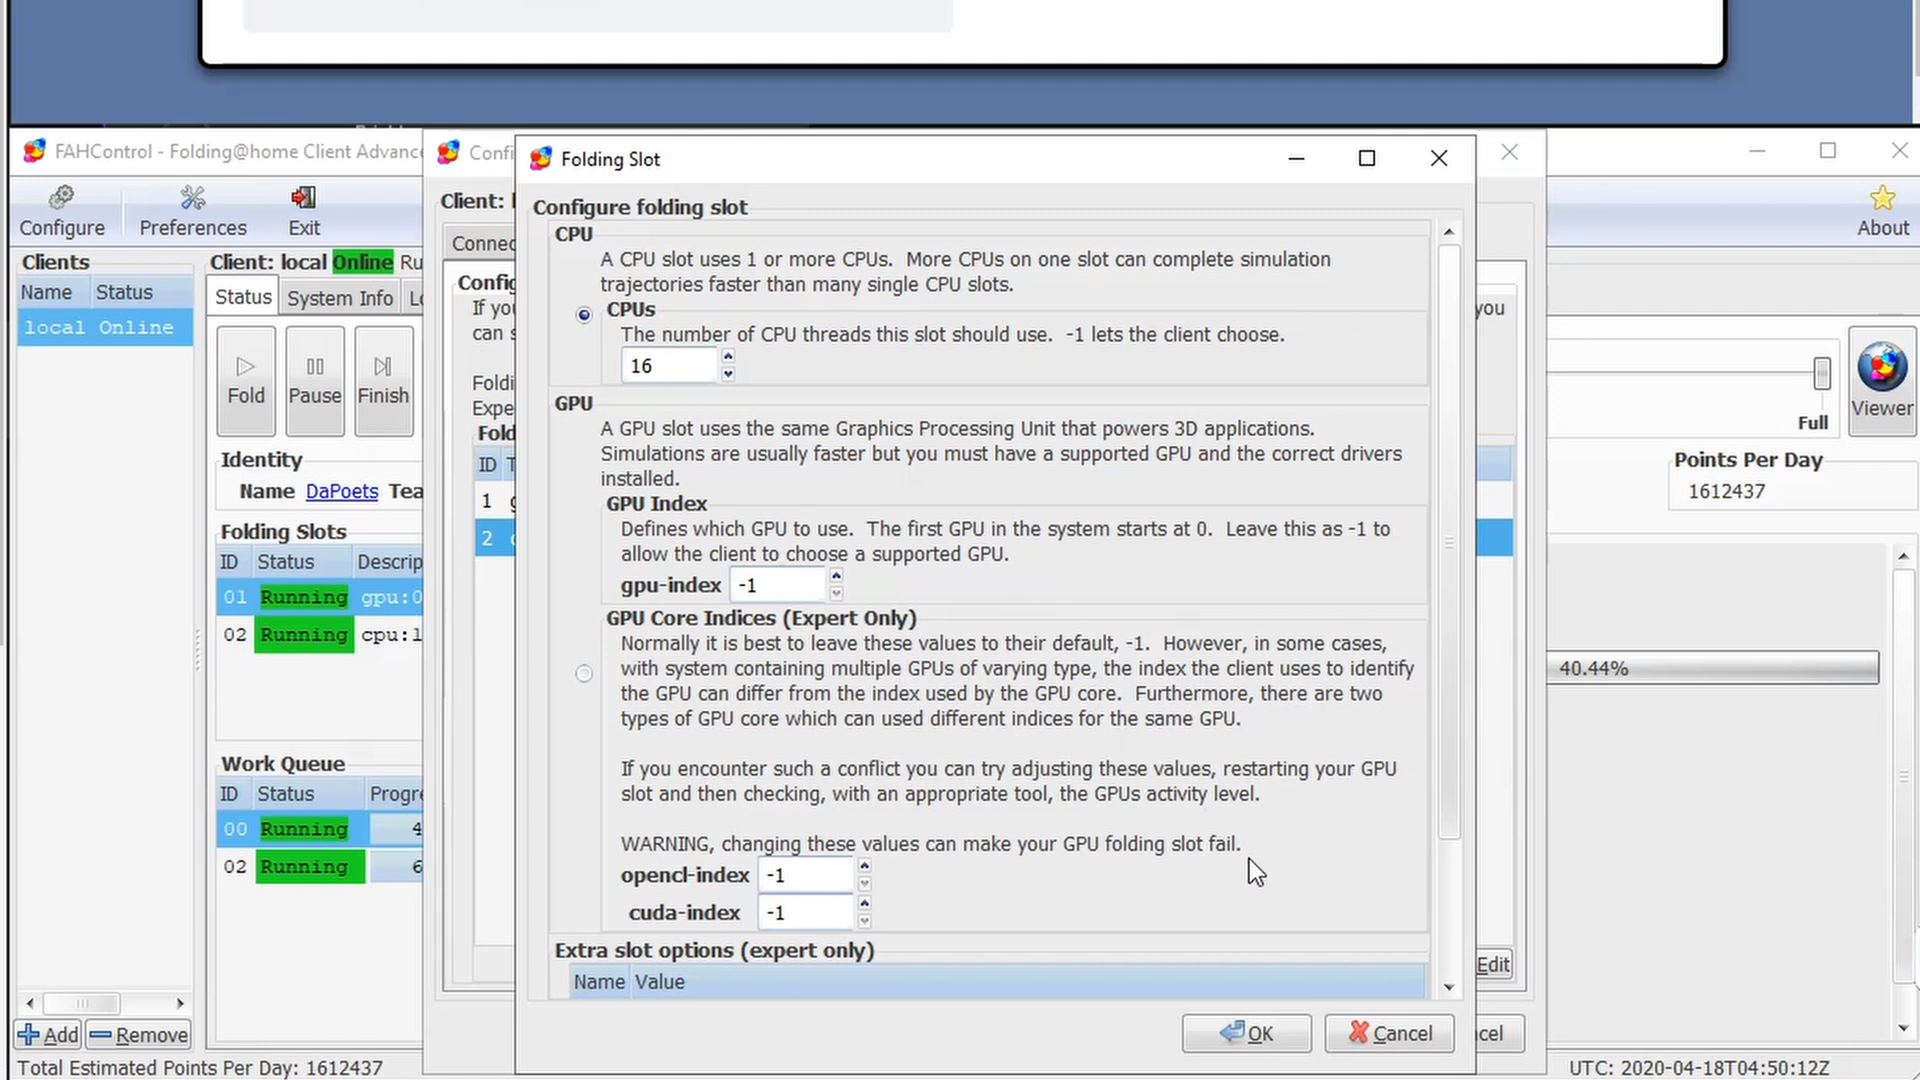 FAHControl - Folding@home Client Advanc
Confi
Folding Slot
Configure
Preferences
Exit
About
Clients
Name Status
local Online
Client: local Online Ru
Status System Info Lo
Fold
Pause
Finish
Identity
Name DaPoets Tea
Folding Slots
ID Status Descrip
01 Running gpu:0
02 Running cpu:1
Work Queue
ID Status Progre
00 Running 4
02 Running 6
Add Remove
Total Estimated Points Per Day: 1612437
Client: l
Connec
Config
If you
can s
Foldi
Expe
Fold
ID T
1 g
2 c
Configure folding slot
CPU
A CPU slot uses 1 or more CPUs. More CPUs on one slot can complete simulation
trajectories faster than many single CPU slots.
CPUs
The number of CPU threads this slot should use. -1 lets the client choose.
16
GPU
A GPU slot uses the same Graphics Processing Unit that powers 3D applications.
Simulations are usually faster but you must have a supported GPU and the correct drivers
installed.
GPU Index
Defines which GPU to use. The first GPU in the system starts at 0. Leave this as -1 to
allow the client to choose a supported GPU.
gpu-index -1
GPU Core Indices (Expert Only)
Normally it is best to leave these values to their default, -1. However, in some cases,
with system containing multiple GPUs of varying type, the index the client uses to identify
the GPU can differ from the index used by the GPU core. Furthermore, there are two
types of GPU core which can used different indices for the same GPU.
If you encounter such a conflict you can try adjusting these values, restarting your GPU
slot and then checking, with an appropriate tool, the GPUs activity level.
WARNING, changing these values can make your GPU folding slot fail.
opencl-index -1
cuda-index -1
Extra slot options (expert only)
Name Value
OK
Cancel
you
Edit
cel
Full
Viewer
Points Per Day
1612437
40.44%
UTC: 2020-04-18T04:50:12Z